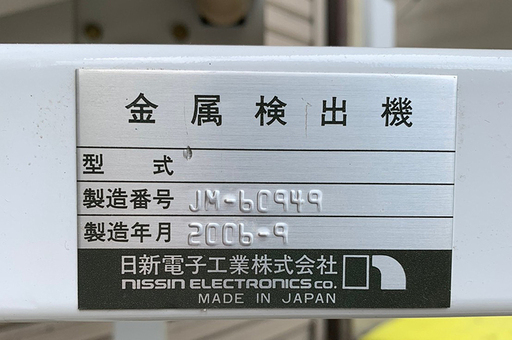 金属検出機
型式
製造番号 JM-60949
製造年月 2006-9
日新電子工業株式会社
NISSIN ELECTRONICS CO.
MADE IN JAPAN